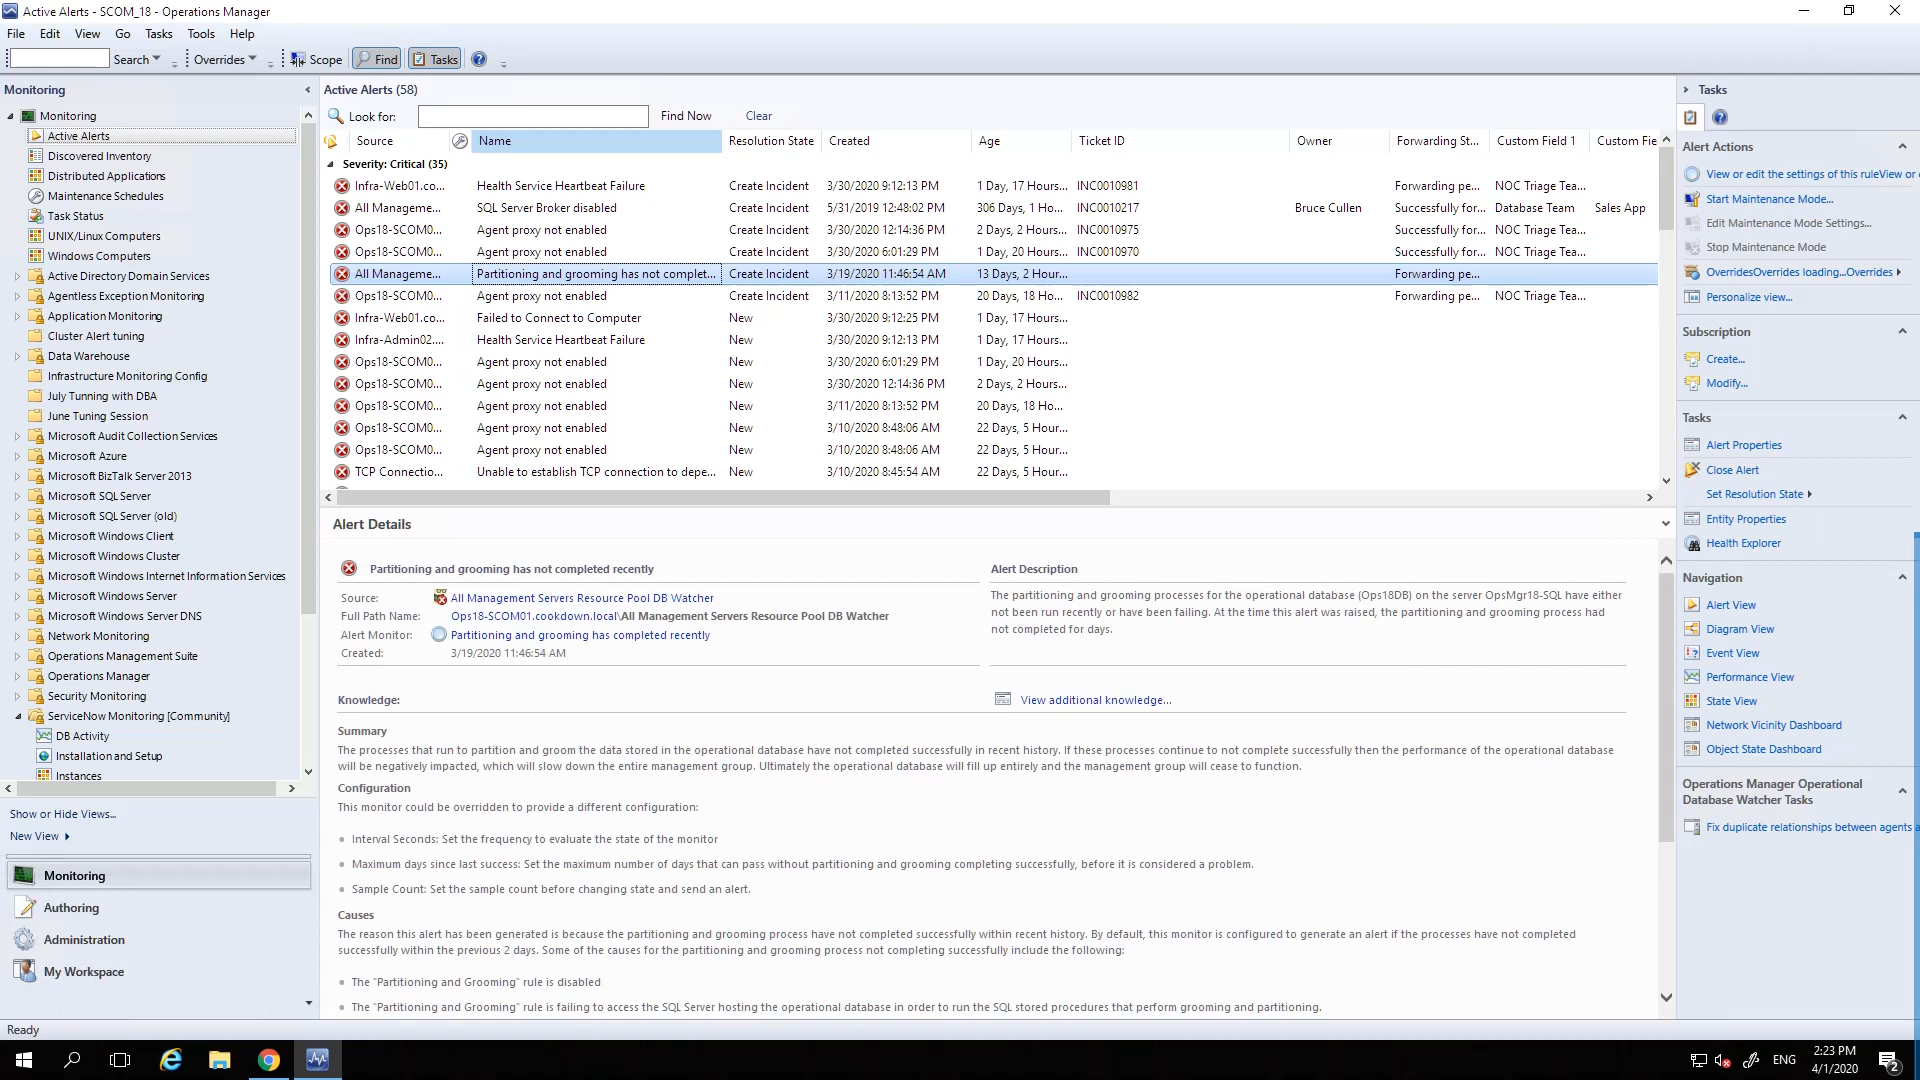 Active Alerts - SCOM_18 - Operations Manager
File Edit View Go Tasks Tools Help
Search Overrides Scope Find Tasks
Monitoring
Monitoring
Active Alerts
Discovered Inventory
Distributed Applications
Maintenance Schedules
Task Status
UNIX/Linux Computers
Windows Computers
Active Directory Domain Services
Agentless Exception Monitoring
Application Monitoring
Cluster Alert tuning
Data Warehouse
Infrastructure Monitoring Config
July Tunning with DBA
June Tuning Session
Microsoft Audit Collection Services
Microsoft Azure
Microsoft BizTalk Server 2013
Microsoft SQL Server
Microsoft SQL Server (old)
Microsoft Windows Client
Microsoft Windows Cluster
Microsoft Windows Internet Information Services
Microsoft Windows Server
Microsoft Windows Server DNS
Network Monitoring
Operations Management Suite
Operations Manager
Security Monitoring
ServiceNow Monitoring [Community]
DB Activity
Installation and Setup
Instances
Show or Hide Views...
New View
Monitoring
Authoring
Administration
My Workspace
Active Alerts (58)
Look for: Find Now Clear
Source Name Resolution State Created Age Ticket ID Owner Forwarding St... Custom Field 1 Custom Fie
Severity: Critical (35)
Infra-Web01.co... Health Service Heartbeat Failure Create Incident 3/30/2020 9:12:13 PM 1 Day, 17 Hours... INC0010981 Forwarding pe... NOC Triage Tea...
All Manageme... SQL Server Broker disabled Create Incident 5/31/2019 12:48:02 PM 306 Days, 1 Ho... INC0010217 Bruce Cullen Successfully for... Database Team Sales App
Ops18-SCOM0... Agent proxy not enabled Create Incident 3/30/2020 12:14:36 PM 2 Days, 2 Hours... INC0010975 Successfully for... NOC Triage Tea...
Ops18-SCOM0... Agent proxy not enabled Create Incident 3/30/2020 6:01:29 PM 1 Day, 20 Hours... INC0010970 Successfully for... NOC Triage Tea...
All Manageme... Partitioning and grooming has not complet... Create Incident 3/19/2020 11:46:54 AM 13 Days, 2 Hour... Forwarding pe...
Ops18-SCOM0... Agent proxy not enabled Create Incident 3/11/2020 8:13:52 PM 20 Days, 18 Ho... INC0010982 Forwarding pe... NOC Triage Tea...
Infra-Web01.co... Failed to Connect to Computer New 3/30/2020 9:12:25 PM 1 Day, 17 Hours...
Infra-Admin02.... Health Service Heartbeat Failure New 3/30/2020 9:12:13 PM 1 Day, 17 Hours...
Ops18-SCOM0... Agent proxy not enabled New 3/30/2020 6:01:29 PM 1 Day, 20 Hours...
Ops18-SCOM0... Agent proxy not enabled New 3/30/2020 12:14:36 PM 2 Days, 2 Hours...
Ops18-SCOM0... Agent proxy not enabled New 3/11/2020 8:13:52 PM 20 Days, 18 Ho...
Ops18-SCOM0... Agent proxy not enabled New 3/10/2020 8:48:06 AM 22 Days, 5 Hour...
Ops18-SCOM0... Agent proxy not enabled New 3/10/2020 8:48:06 AM 22 Days, 5 Hour...
TCP Connectio... Unable to establish TCP connection to depe... New 3/10/2020 8:45:54 AM 22 Days, 5 Hour...
Alert Details
Partitioning and grooming has not completed recently
Source: All Management Servers Resource Pool DB Watcher
Full Path Name: Ops18-SCOM01.cookdown.local\All Management Servers Resource Pool DB Watcher
Alert Monitor: Partitioning and grooming has completed recently
Created: 3/19/2020 11:46:54 AM
Alert Description
The partitioning and grooming processes for the operational database (Ops18DB) on the server OpsMgr18-SQL have either
not been run recently or have been failing. At the time this alert was raised, the partitioning and grooming process had
not completed for days.
Knowledge: View additional knowledge...
Summary
The processes that run to partition and groom the data stored in the operational database have not completed successfully in recent history. If these processes continue to not complete successfully then the performance of the operational database
will be negatively impacted, which will slow down the entire management group. Ultimately the operational database will fill up entirely and the management group will cease to function.
Configuration
This monitor could be overridden to provide a different configuration:
• Interval Seconds: Set the frequency to evaluate the state of the monitor
• Maximum days since last success: Set the maximum number of days that can pass without partitioning and grooming completing successfully, before it is considered a problem.
• Sample Count: Set the sample count before changing state and send an alert.
Causes
The reason this alert has been generated is because the partitioning and grooming process have not completed successfully within recent history. By default, this monitor is configured to generate an alert if the processes have not completed
successfully within the previous 2 days. Some of the causes for the partitioning and grooming process not completing successfully include the following:
• The "Partitioning and Grooming" rule is disabled
• The "Partitioning and Grooming" rule is failing to access the SQL Server hosting the operational database in order to run the SQL stored procedures that perform grooming and partitioning.
Tasks
Alert Actions
View or edit the settings of this ruleView or e
Start Maintenance Mode...
Edit Maintenance Mode Settings...
Stop Maintenance Mode
OverridesOverrides loading...Overrides
Personalize view...
Subscription
Create...
Modify...
Tasks
Alert Properties
Close Alert
Set Resolution State
Entity Properties
Health Explorer
Navigation
Alert View
Diagram View
Event View
Performance View
State View
Network Vicinity Dashboard
Object State Dashboard
Operations Manager Operational
Database Watcher Tasks
Fix duplicate relationships between agents a
Ready
ENG
2:23 PM
4/1/2020
2